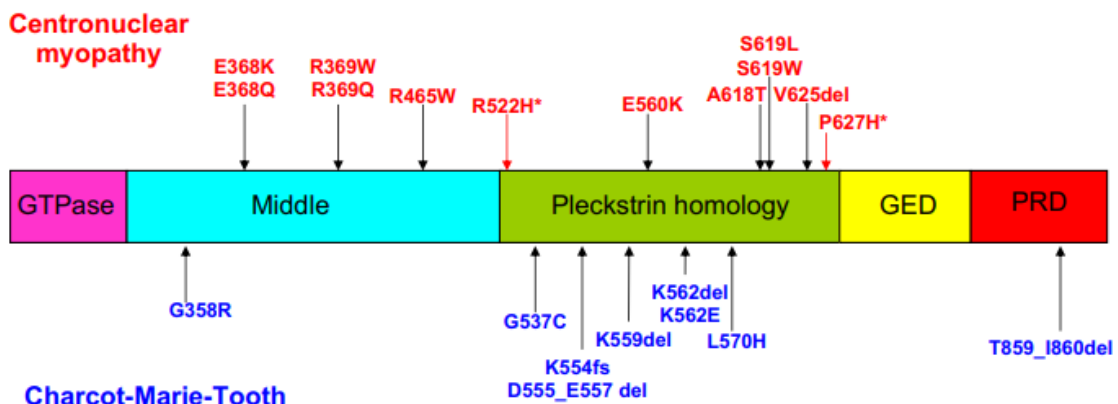 Centronuclear
myopathy
E368K
E368Q
R369W
R369Q
R465W
R522H*
E560K
S619L
S619W
A618T V625del
P627H*
GTPase
Middle
Pleckstrin homology
GED
PRD
G358R
G537C
K554fs
D555_E557 del
K559del
K562del
K562E
L570H
T859_I860del
Charcot-Marie-Tooth